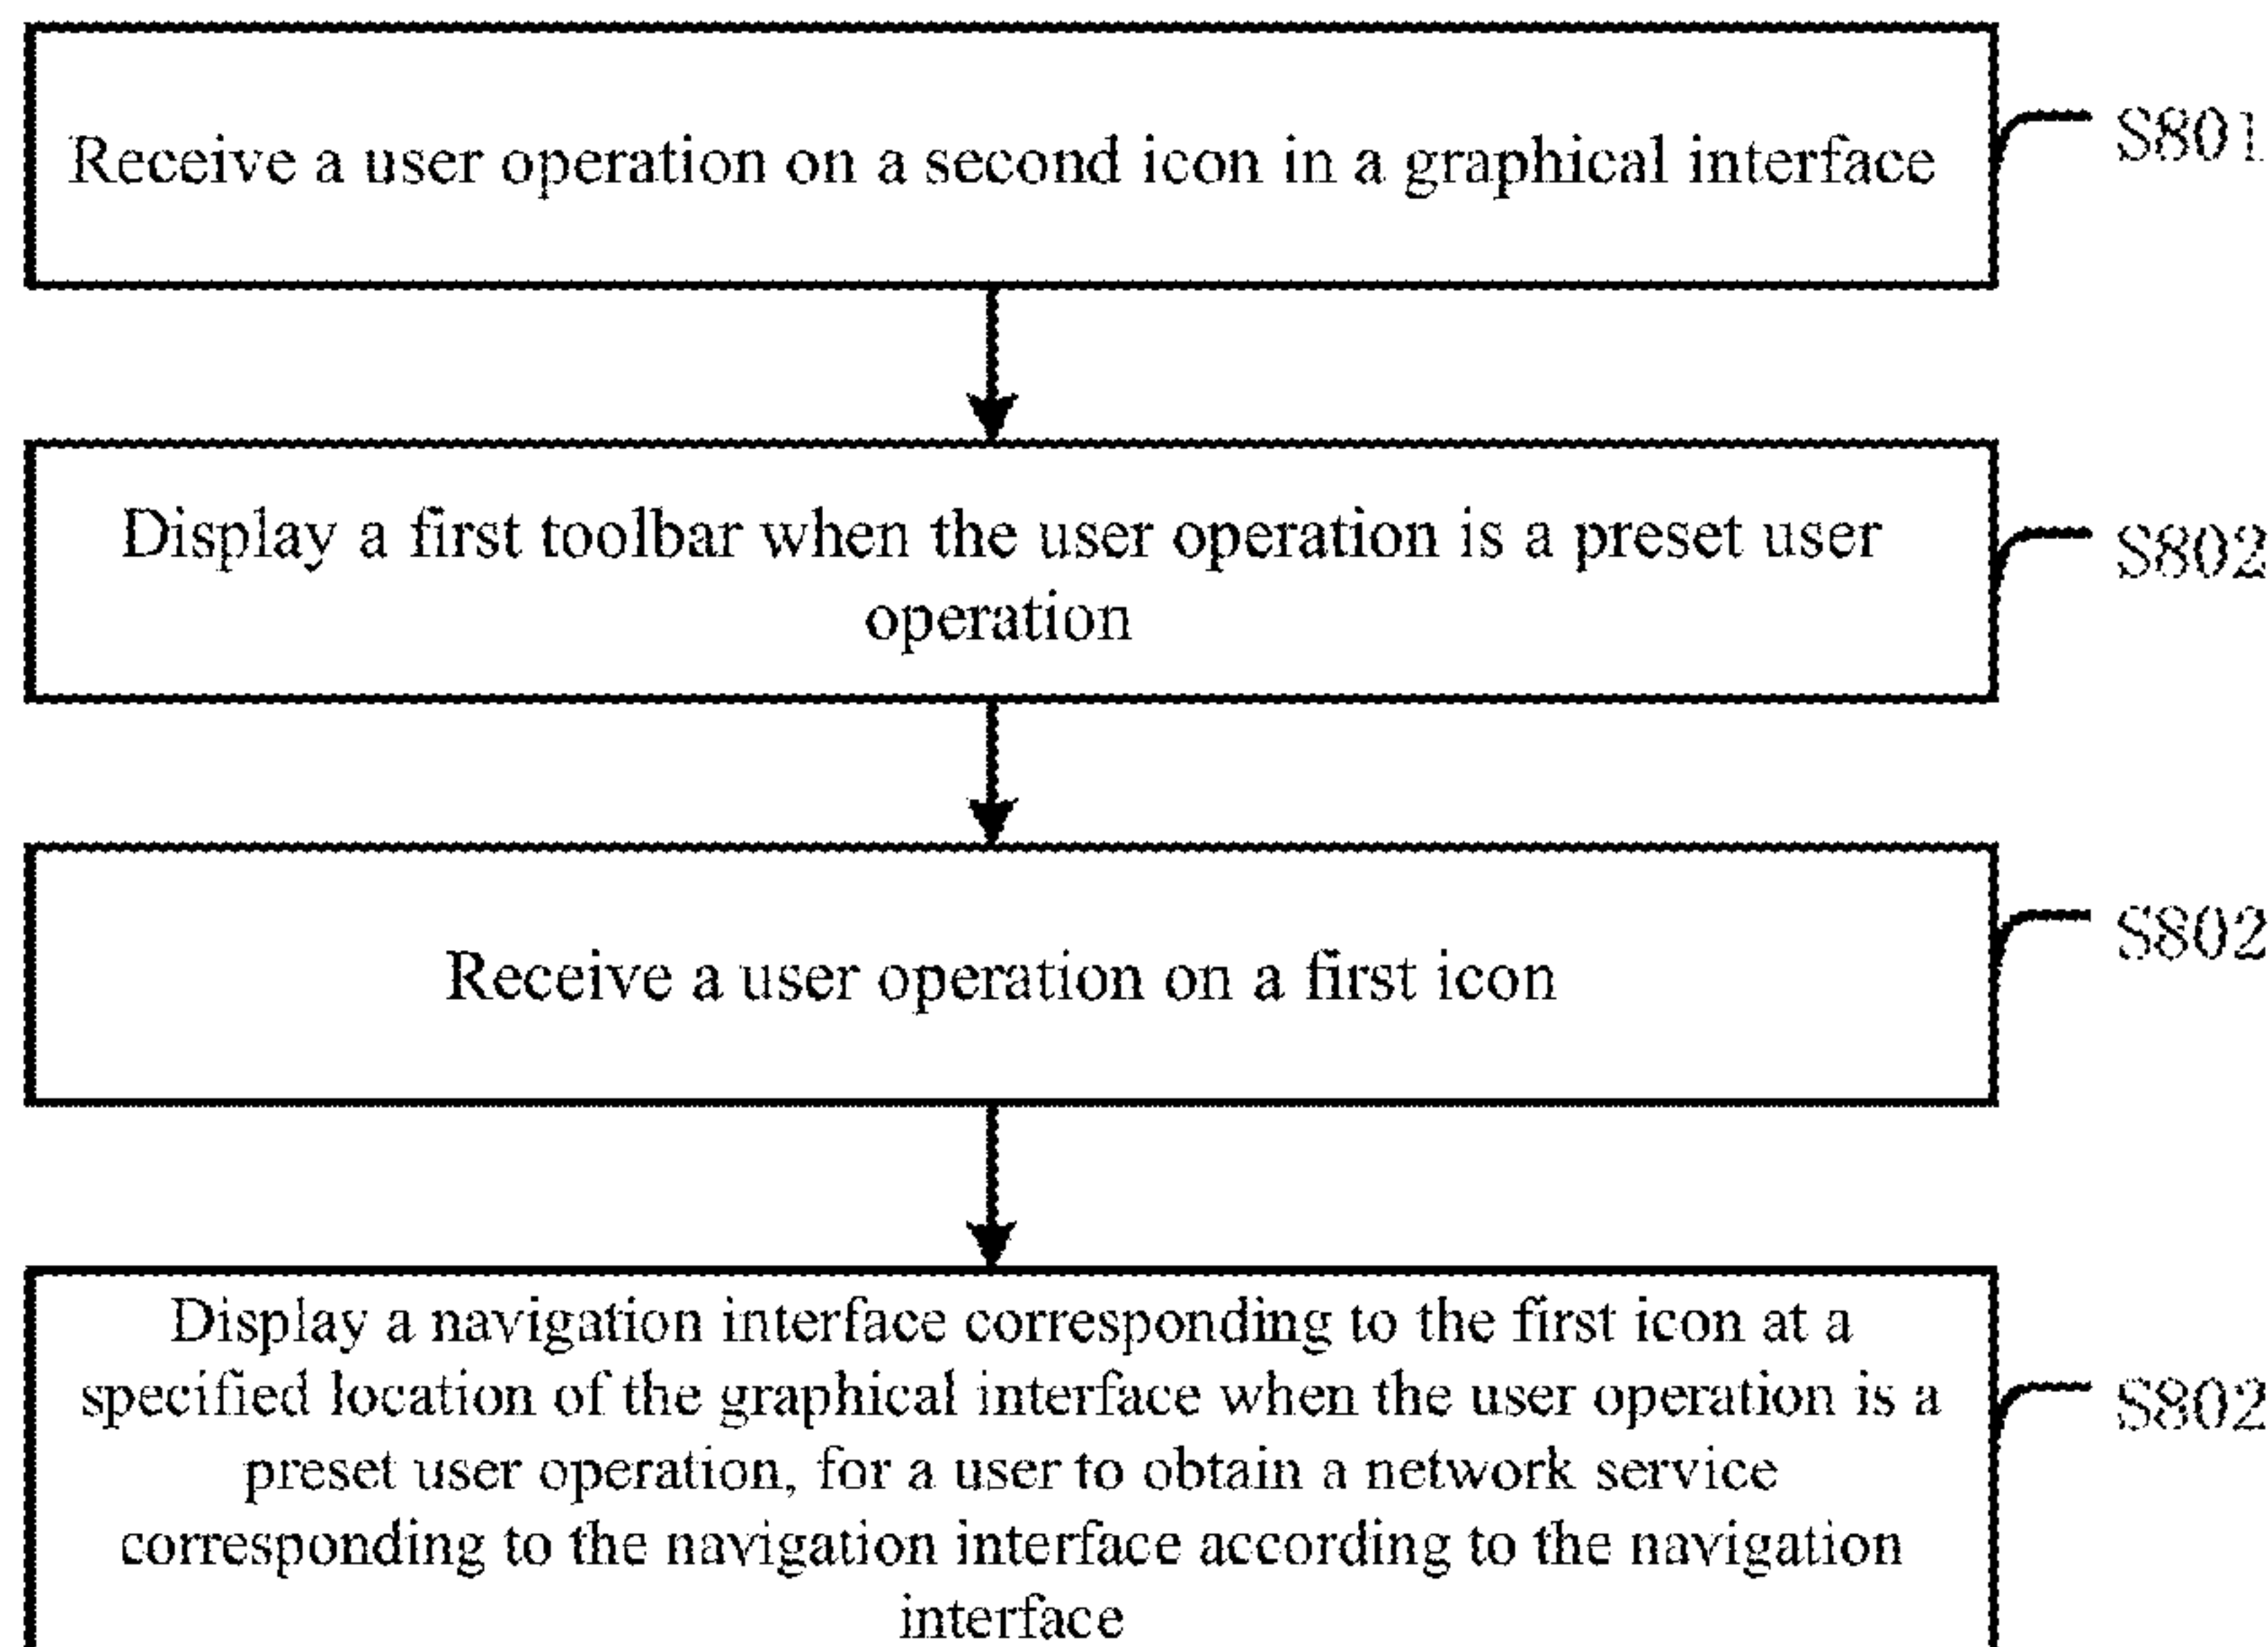 Receive a user operation on a second icon in a graphical interface
S801
Display a first toolbar when the user operation is a preset user
operation
S802
Receive a user operation on a first icon
S802
Display a navigation interface corresponding to the first icon at a
specified location of the graphical interface when the user operation is a
preset user operation, for a user to obtain a network service
corresponding to the navigation interface according to the navigation
interface
S802